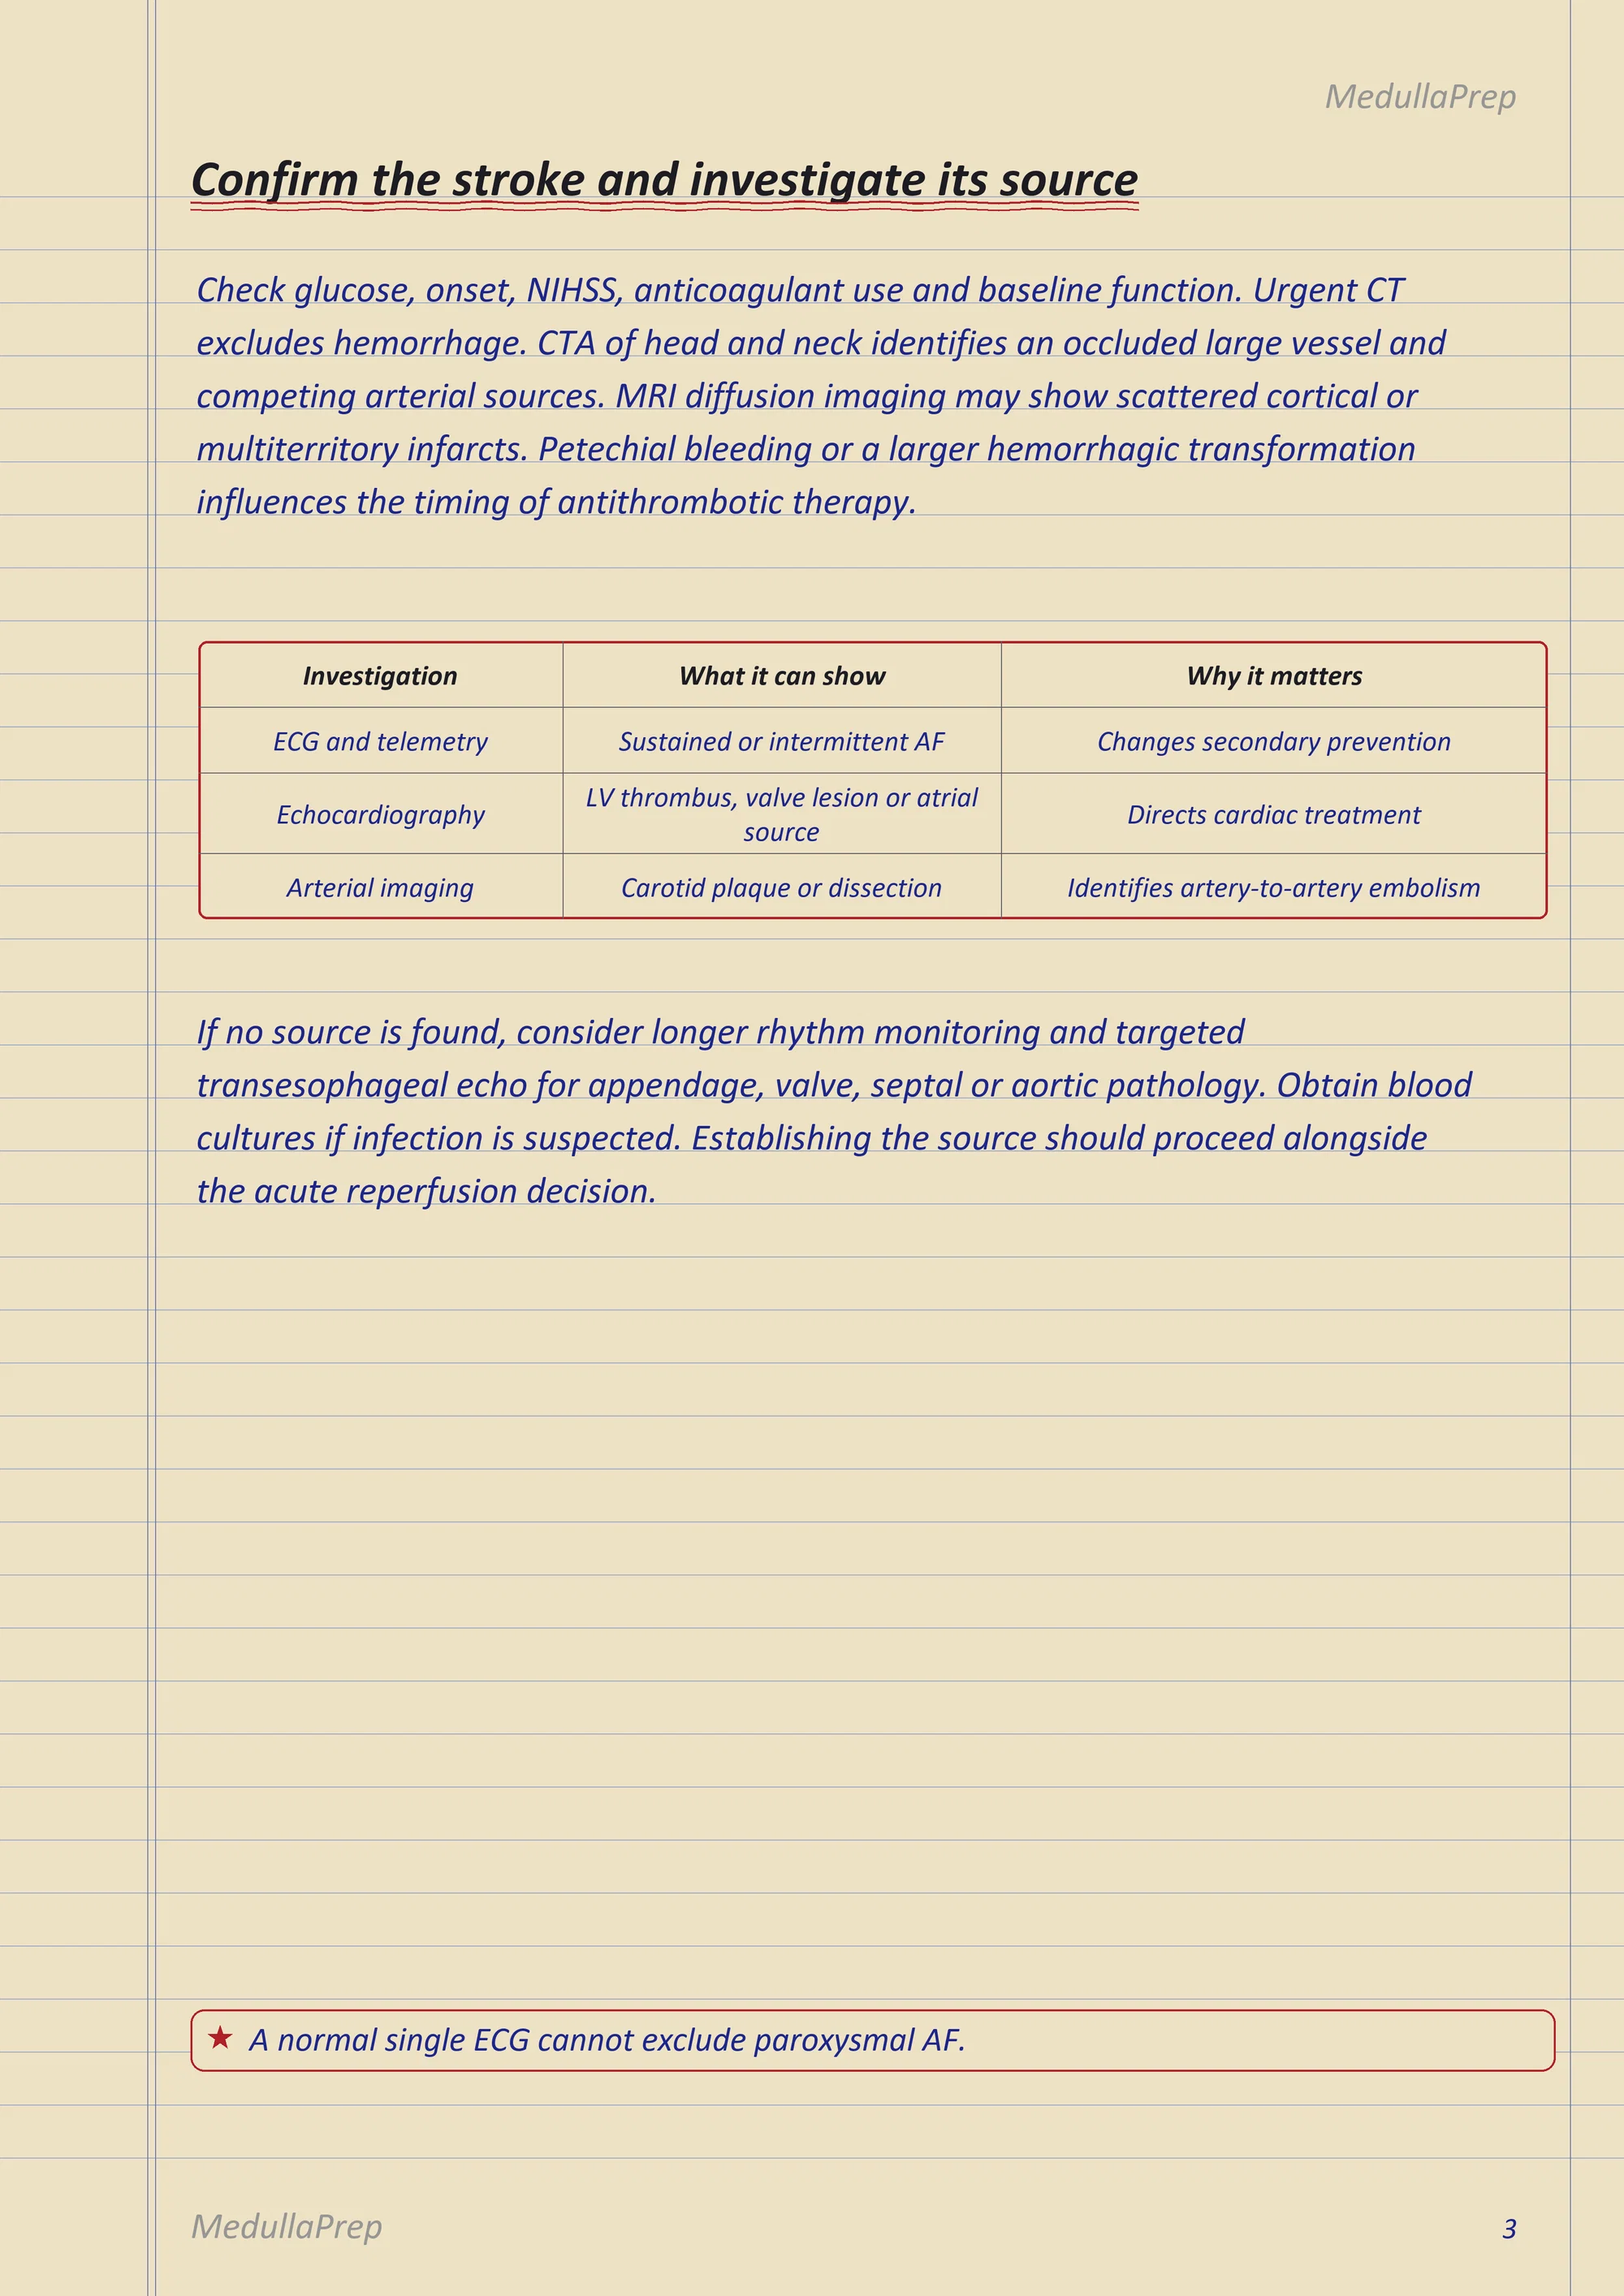 MedullaPrep
Confirm the stroke and investigate its source
Check glucose, onset, NIHSS, anticoagulant use and baseline function. Urgent CT
excludes hemorrhage. CTA of head and neck identifies an occluded large vessel and
competing arterial sources. MRI diffusion imaging may show scattered cortical or
multiterritory infarcts. Petechial bleeding or a larger hemorrhagic transformation
influences the timing of antithrombotic therapy.
Investigation What it can show Why it matters
ECG and telemetry Sustained or intermittent AF Changes secondary prevention
Echocardiography LV thrombus, valve lesion or atrial
source Directs cardiac treatment
Arterial imaging Carotid plaque or dissection Identifies artery-to-artery embolism
If no source is found, consider longer rhythm monitoring and targeted
transesophageal echo for appendage, valve, septal or aortic pathology. Obtain blood
cultures if infection is suspected. Establishing the source should proceed alongside
the acute reperfusion decision.
★ A normal single ECG cannot exclude paroxysmal AF.
MedullaPrep 3